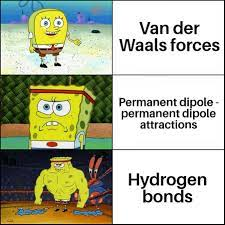 Van der
Waals forces
Permanent dipole -
permanent dipole
attractions
Hydrogen
bonds